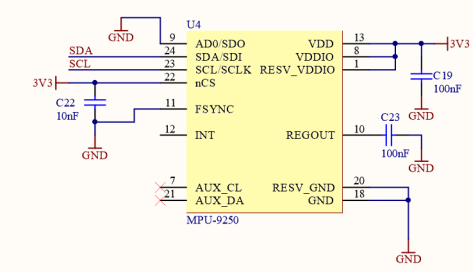 U4
GND
9 AD0/SDO VDD 13 3V3
SDA 24 SDA/SDI VDDIO 8
SCL 23 SCL/SCLK RESV_VDDIO 1
3V3 22 nCS
C19
100nF
C22
10nF
11 FSYNC
GND
12 INT REGOUT 10 C23
100nF
GND
GND
7 AUX_CL RESV_GND 20
21 AUX_DA GND 18
MPU-9250
GND